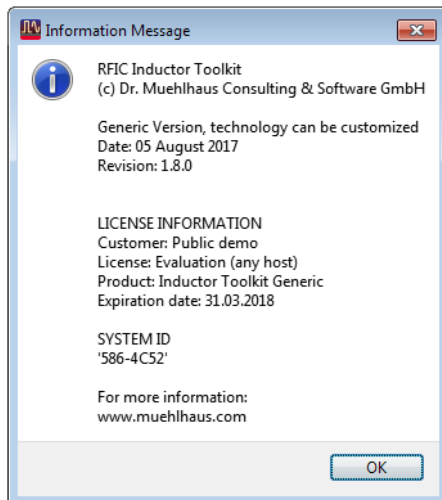 Information Message
RFIC Inductor Toolkit
(c) Dr. Muehlhaus Consulting & Software GmbH
Generic Version, technology can be customized
Date: 05 August 2017
Revision: 1.8.0
LICENSE INFORMATION
Customer: Public demo
License: Evaluation (any host)
Product: Inductor Toolkit Generic
Expiration date: 31.03.2018
SYSTEM ID
'586-4C52'
For more information:
www.muehlhaus.com
OK